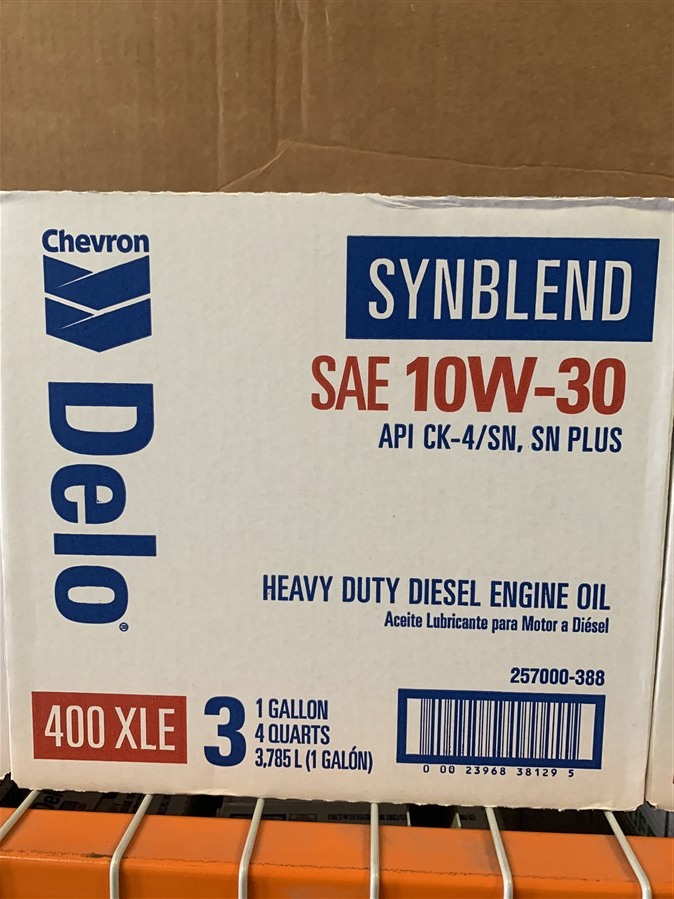 Chevron
Delo®
SYNBLEND
SAE 10W-30
API CK-4/SN, SN PLUS
HEAVY DUTY DIESEL ENGINE OIL
Aceite Lubricante para Motor a Diésel
257000-388
400 XLE
3
1 GALLON
4 QUARTS
3,785 L (1 GALÓN)
0 00 23968 38129 5